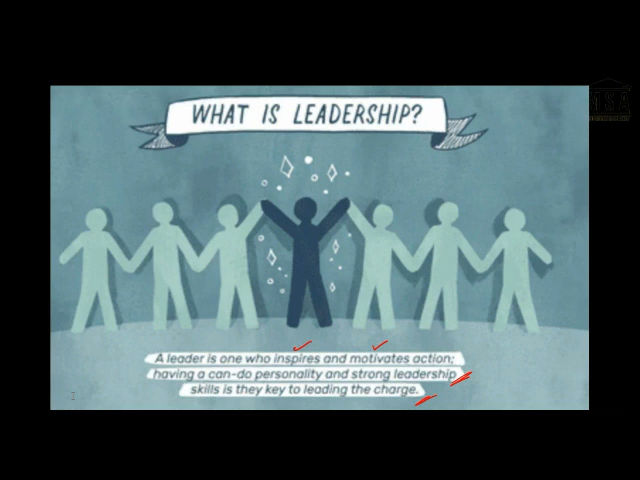 WHAT IS LEADERSHIP?
A leader is one who inspires and motivates action;
having a can-do personality and strong leadership
skills is they key to leading the charge.
MSA